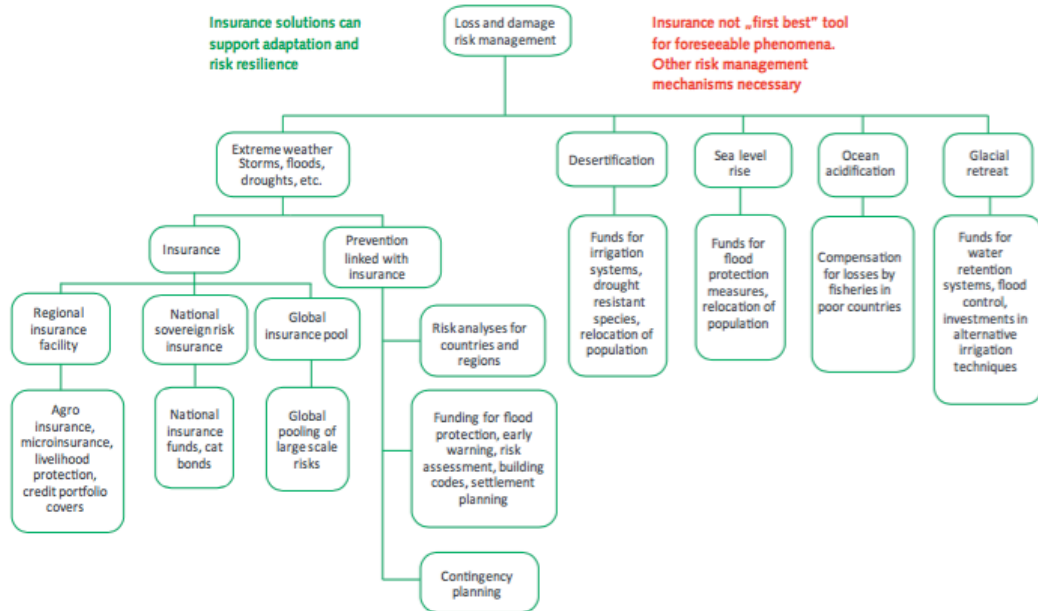 Insurance solutions can
support adaptation and
risk resilience
Loss and damage
risk management
Insurance not „first best” tool
for foreseeable phenomena.
Other risk management
mechanisms necessary
Extreme weather
Storms, floods,
droughts, etc.
Desertification
Sea level
rise
Ocean
acidification
Glacial
retreat
Insurance
Prevention
linked with
insurance
Funds for
irrigation
systems,
drought
resistant
species,
relocation of
population
Funds for
flood
protection
measures,
relocation of
population
Compensation
for losses by
fisheries in
poor countries
Funds for
water
retention
systems, flood
control,
investments in
alternative
irrigation
techniques
Regional
insurance
facility
National
sovereign risk
insurance
Global
insurance pool
Risk analyses for
countries and
regions
Agro
insurance,
microinsurance,
livelihood
protection,
credit portfolio
covers
National
insurance
funds, cat
bonds
Global
pooling of
large scale
risks
Funding for flood
protection, early
warning, risk
assessment, building
codes, settlement
planning
Contingency
planning